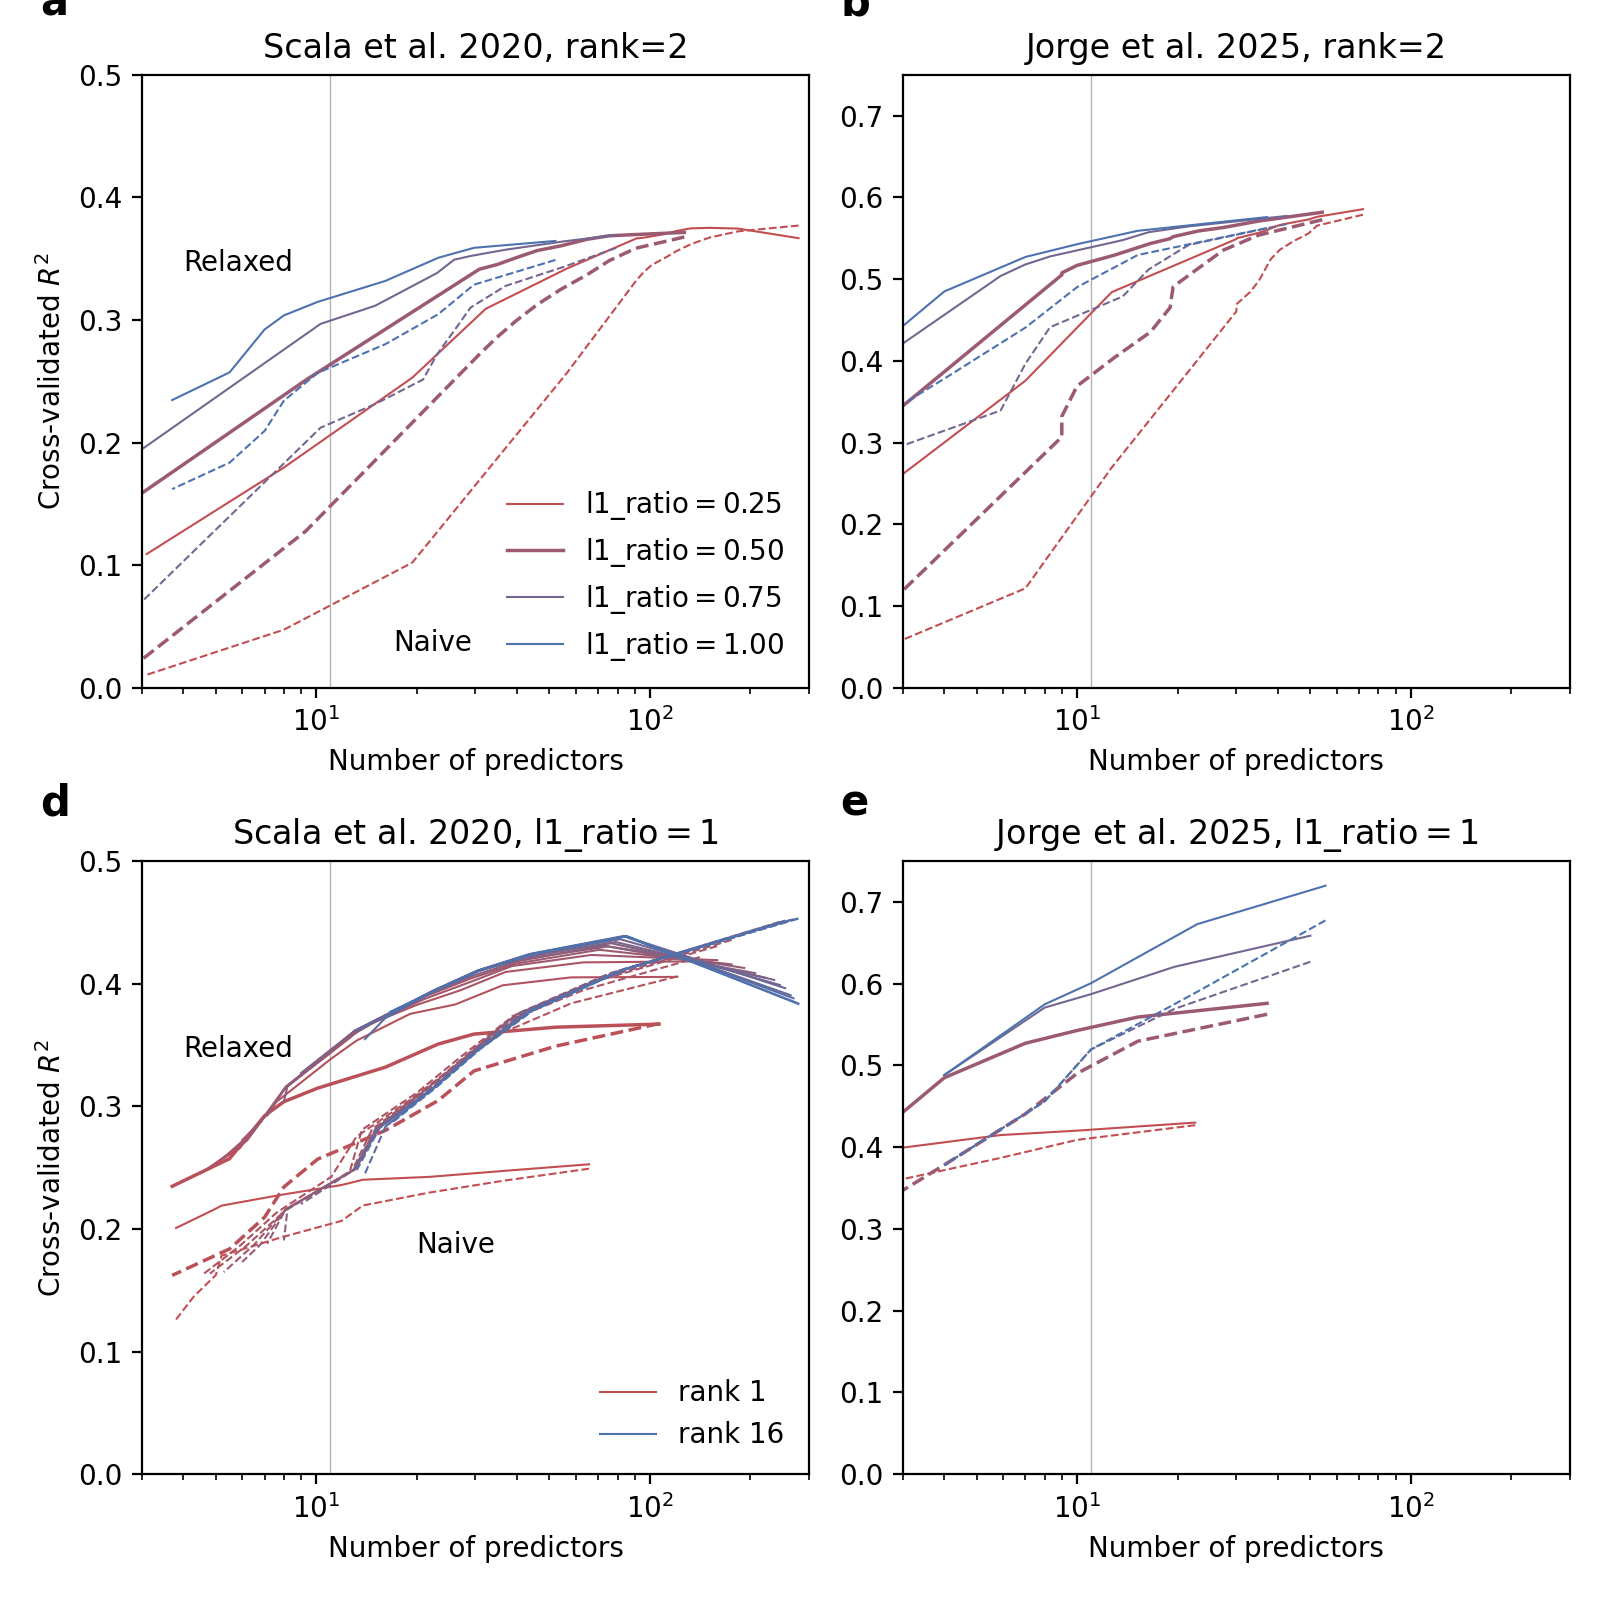 a
b
Scala et al. 2020, rank=2
Jorge et al. 2025, rank=2
0.5
0.4
0.3
0.2
0.1
0.0
Cross-validated R²
Relaxed
Naive
l1_ratio = 0.25
l1_ratio = 0.50
l1_ratio = 0.75
l1_ratio = 1.00
10¹
10²
Number of predictors
0.7
0.6
0.5
0.4
0.3
0.2
0.1
0.0
10¹
10²
Number of predictors
d
e
Scala et al. 2020, l1_ratio = 1
Jorge et al. 2025, l1_ratio = 1
0.5
0.4
0.3
0.2
0.1
0.0
Cross-validated R²
Relaxed
Naive
rank 1
rank 16
10¹
10²
Number of predictors
0.7
0.6
0.5
0.4
0.3
0.2
0.1
0.0
10¹
10²
Number of predictors